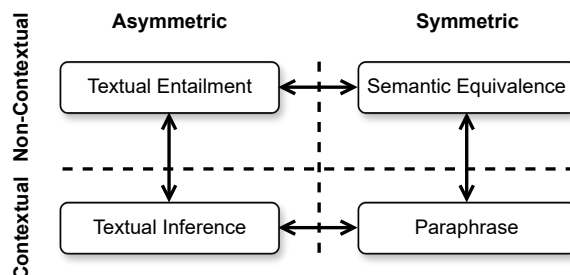 Asymmetric
Symmetric
Non-Contextual
Textual Entailment
Semantic Equivalence
Contextual
Textual Inference
Paraphrase